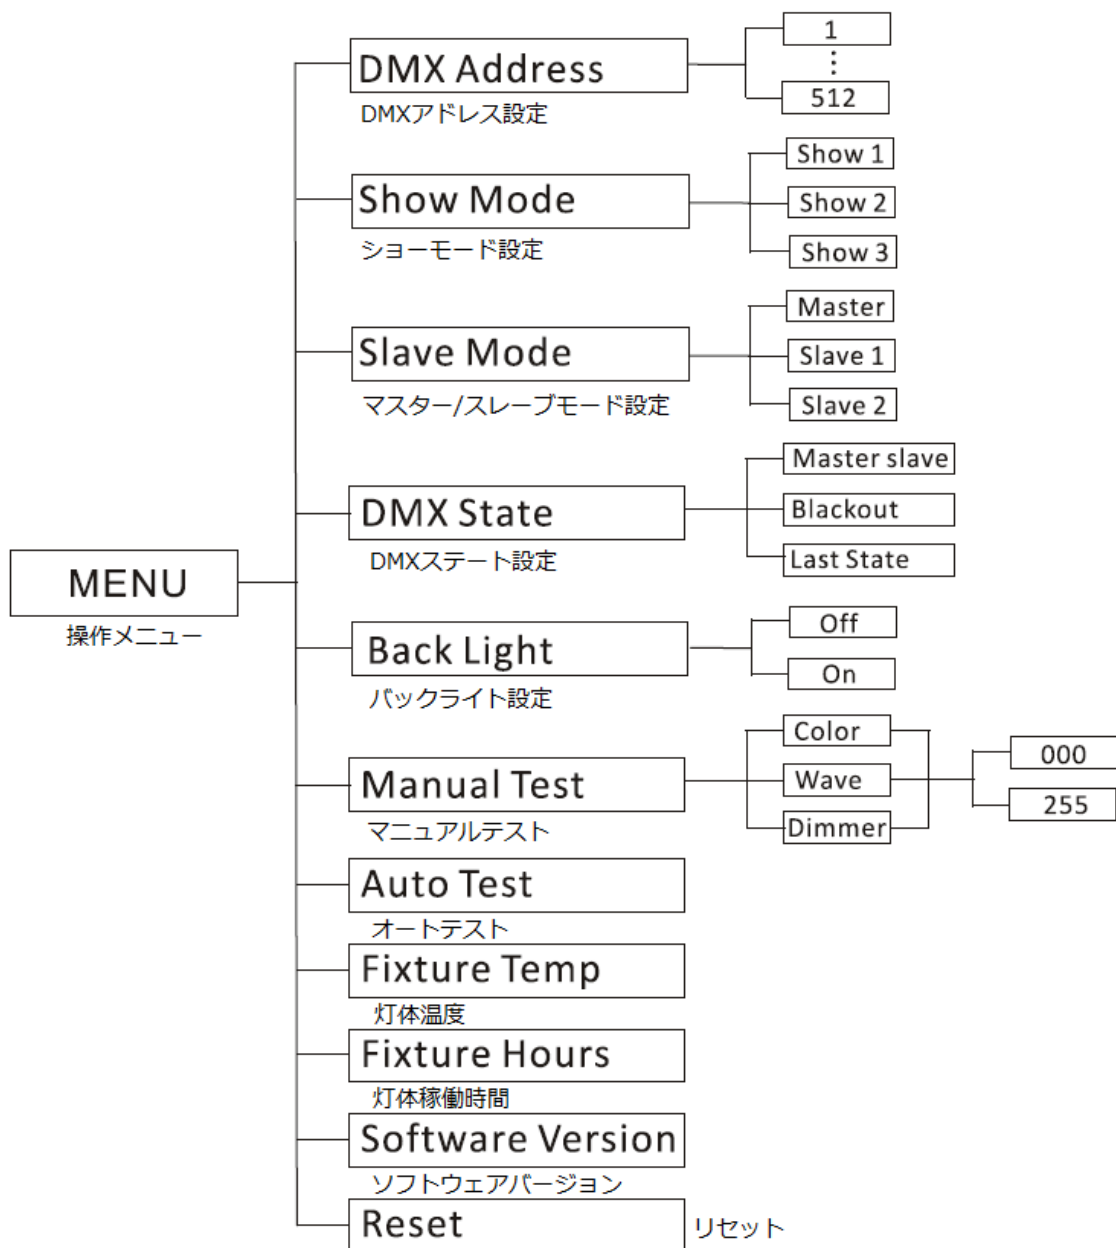 MENU
操作メニュー
DMX Address
DMXアドレス設定
1
⋮
512
Show Mode
ショーモード設定
Show 1
Show 2
Show 3
Slave Mode
マスター/スレーブモード設定
Master
Slave 1
Slave 2
DMX State
DMXステート設定
Master slave
Blackout
Last State
Back Light
バックライト設定
Off
On
Manual Test
マニュアルテスト
Color
Wave
Dimmer
000
255
Auto Test
オートテスト
Fixture Temp
灯体温度
Fixture Hours
灯体稼働時間
Software Version
ソフトウェアバージョン
Reset
リセット